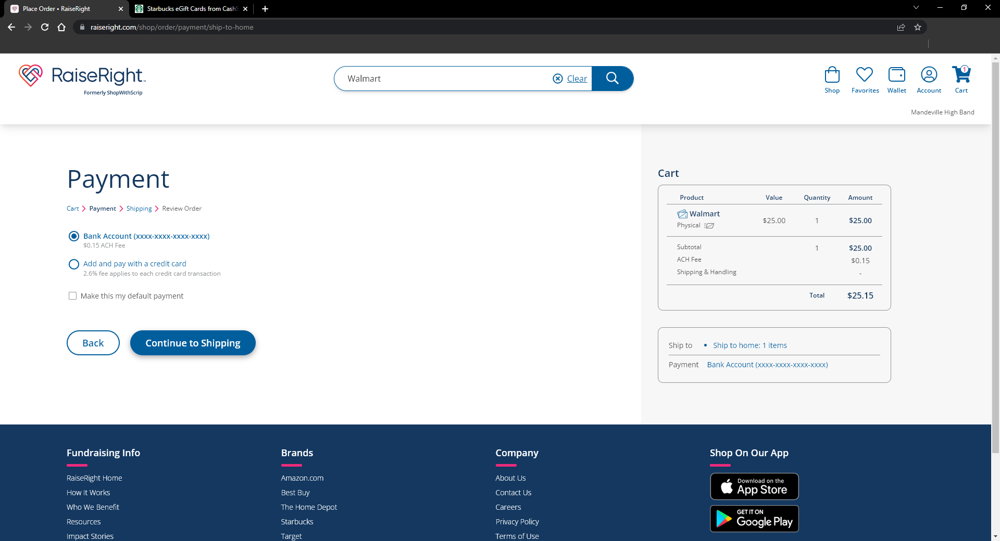 Place Order • RaiseRight
Starbucks eGift Cards from CashS
raiseright.com/shop/order/payment/ship-to-home
RaiseRight™
Formerly ShopWithScrip
Walmart
Clear
Shop
Favorites
Wallet
Account
1
Cart
Mandeville High Band
Payment
Cart
Payment
Shipping
Review Order
Bank Account (xxxx-xxxx-xxxx-xxxx)
$0.15 ACH Fee
Add and pay with a credit card
2.6% fee applies to each credit card transaction
Make this my default payment
Back
Continue to Shipping
Cart
Product Value Quantity Amount
Walmart
Physical
$25.00 1 $25.00
Subtotal 1 $25.00
ACH Fee $0.15
Shipping & Handling -
Total $25.15
Ship to • Ship to home: 1 items
Payment Bank Account (xxxx-xxxx-xxxx-xxxx)
Fundraising Info
RaiseRight Home
How It Works
Who We Benefit
Resources
Impact Stories
Brands
Amazon.com
Best Buy
The Home Depot
Starbucks
Target
Company
About Us
Contact Us
Careers
Privacy Policy
Terms of Use
Shop On Our App
Download on the
App Store
GET IT ON
Google Play